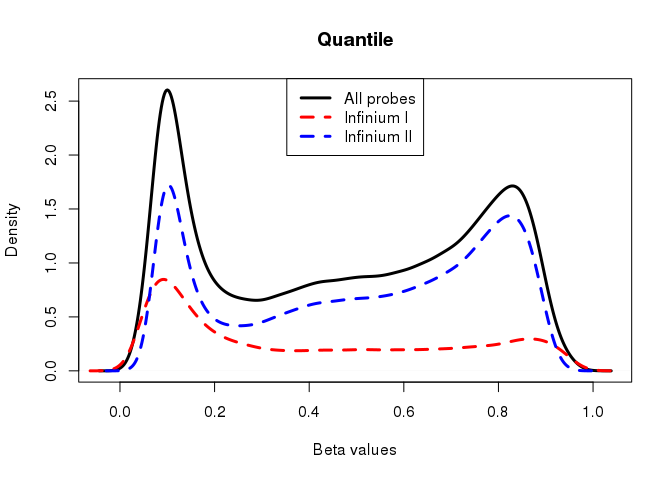 Quantile
All probes
Infinium I
Infinium II
Density
2.5
2.0
1.5
1.0
0.5
0.0
0.0 0.2 0.4 0.6 0.8 1.0
Beta values